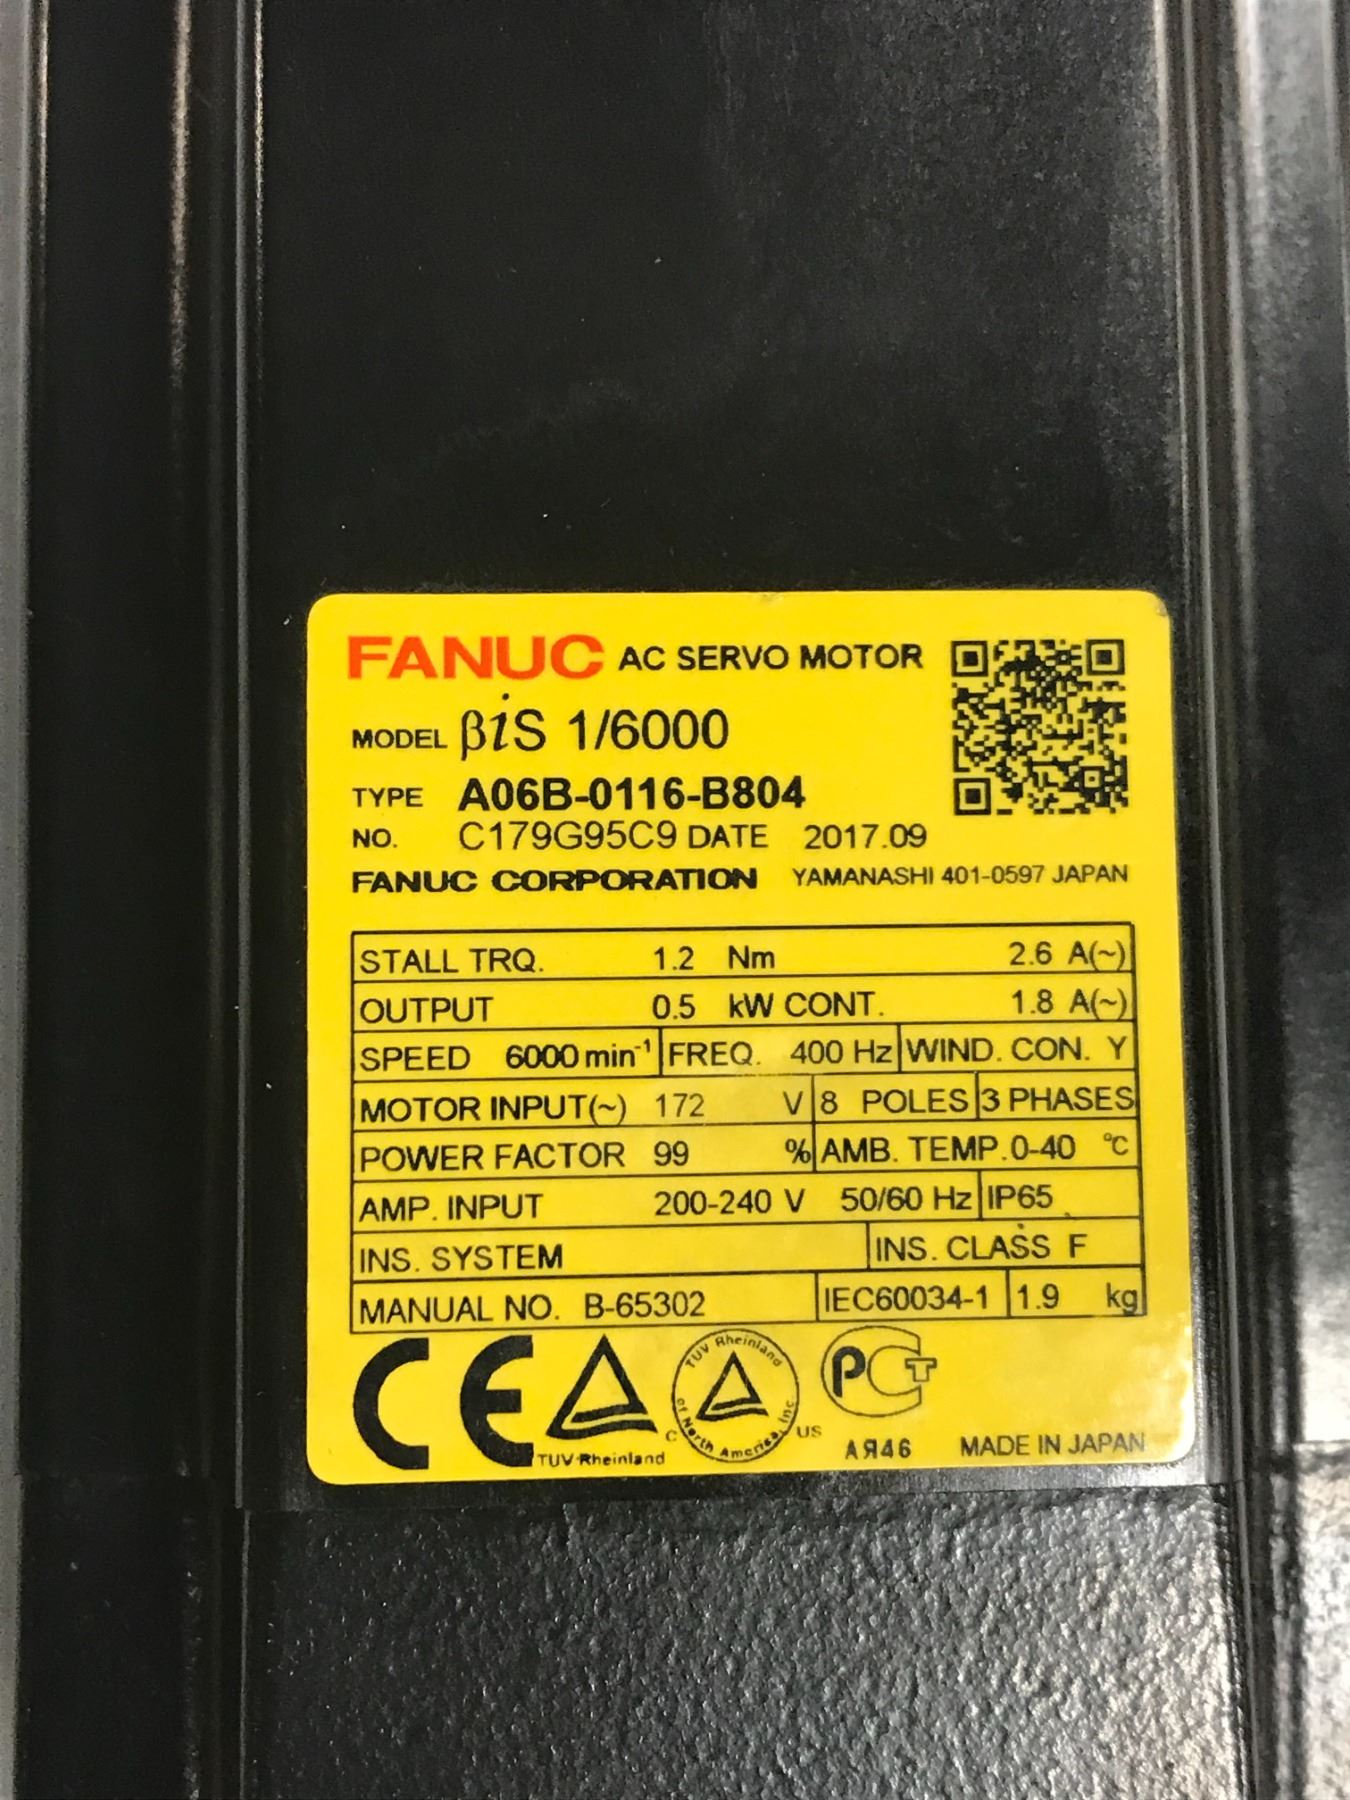 FANUC AC SERVO MOTOR
MODEL βiS 1/6000
TYPE A06B-0116-B804
NO. C179G95C9 DATE 2017.09
FANUC CORPORATION YAMANASHI 401-0597 JAPAN
STALL TRQ. 1.2 Nm 2.6 A(~)
OUTPUT 0.5 kW CONT. 1.8 A(~)
SPEED 6000 min⁻¹ FREQ. 400 Hz WIND. CON. Y
MOTOR INPUT(~) 172 V 8 POLES 3 PHASES
POWER FACTOR 99 % AMB. TEMP. 0-40 ℃
AMP. INPUT 200-240 V 50/60 Hz IP65
INS. SYSTEM INS. CLASS F
MANUAL NO. B-65302 IEC60034-1 1.9 kg
CE TUV Rheinland
TUV Rheinland of North America, Inc.
C US
PCT
АЯ46 MADE IN JAPAN